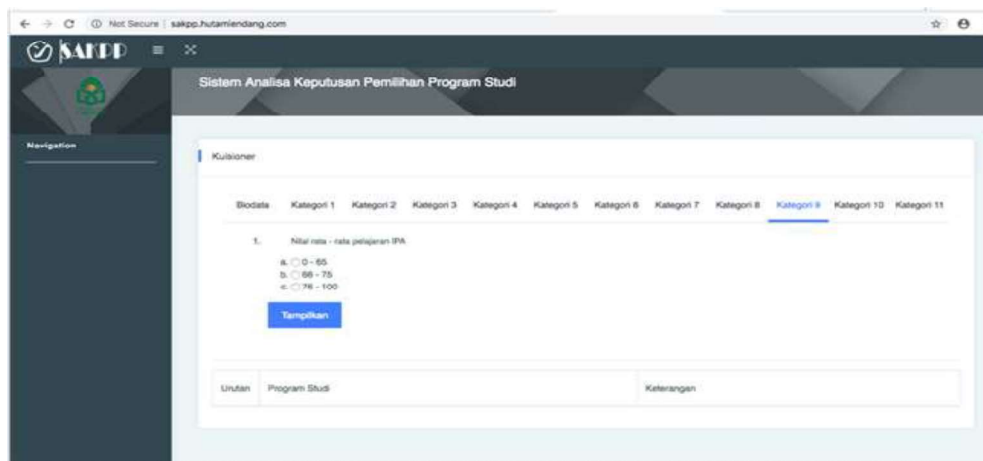 Not Secure | sakpp.hutamiendang.com
SAKPP
Sistem Analisa Keputusan Pemilihan Program Studi
Navigation
Kuisioner
Biodata Kategori 1 Kategori 2 Kategori 3 Kategori 4 Kategori 5 Kategori 6 Kategori 7 Kategori 8 Kategori 9 Kategori 10 Kategori 11
1. Nilai rata - rata pelajaran IPA
a. 0 - 65
b. 66 - 75
c. 76 - 100
Tampilkan
Urutan Program Studi Keterangan